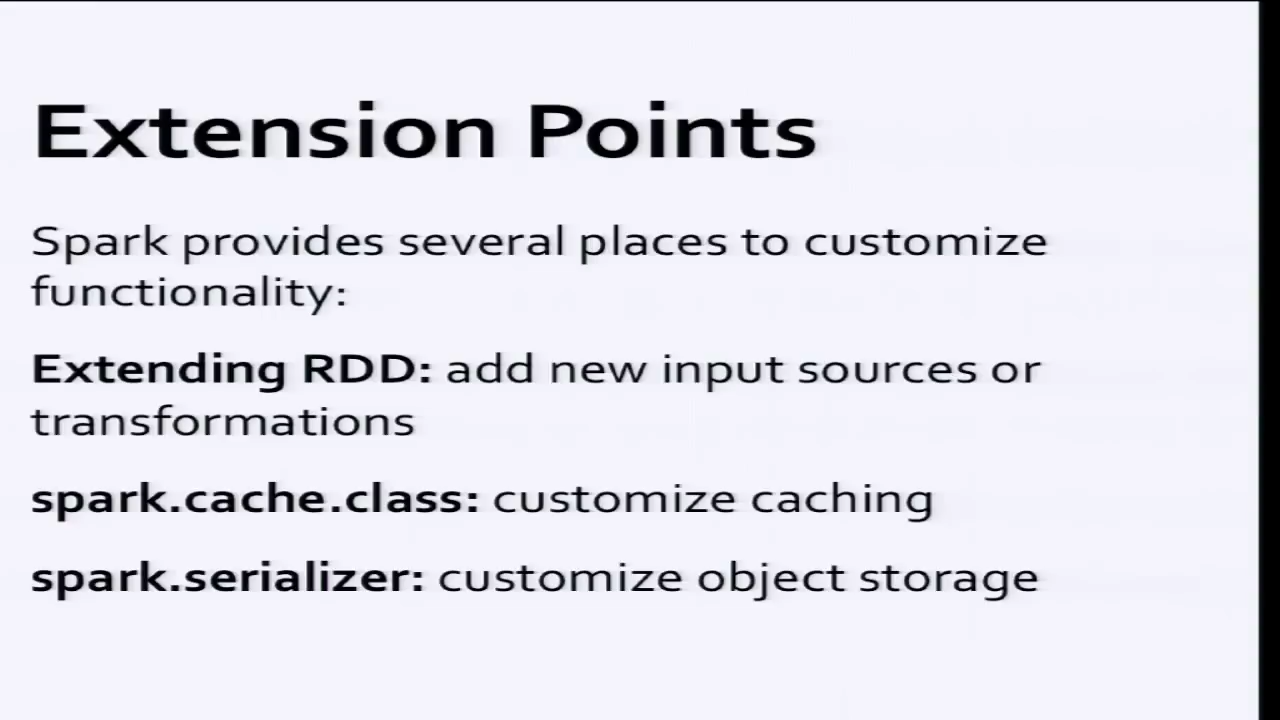 Extension Points
Spark provides several places to customize
functionality:
Extending RDD: add new input sources or
transformations
spark.cache.class: customize caching
spark.serializer: customize object storage